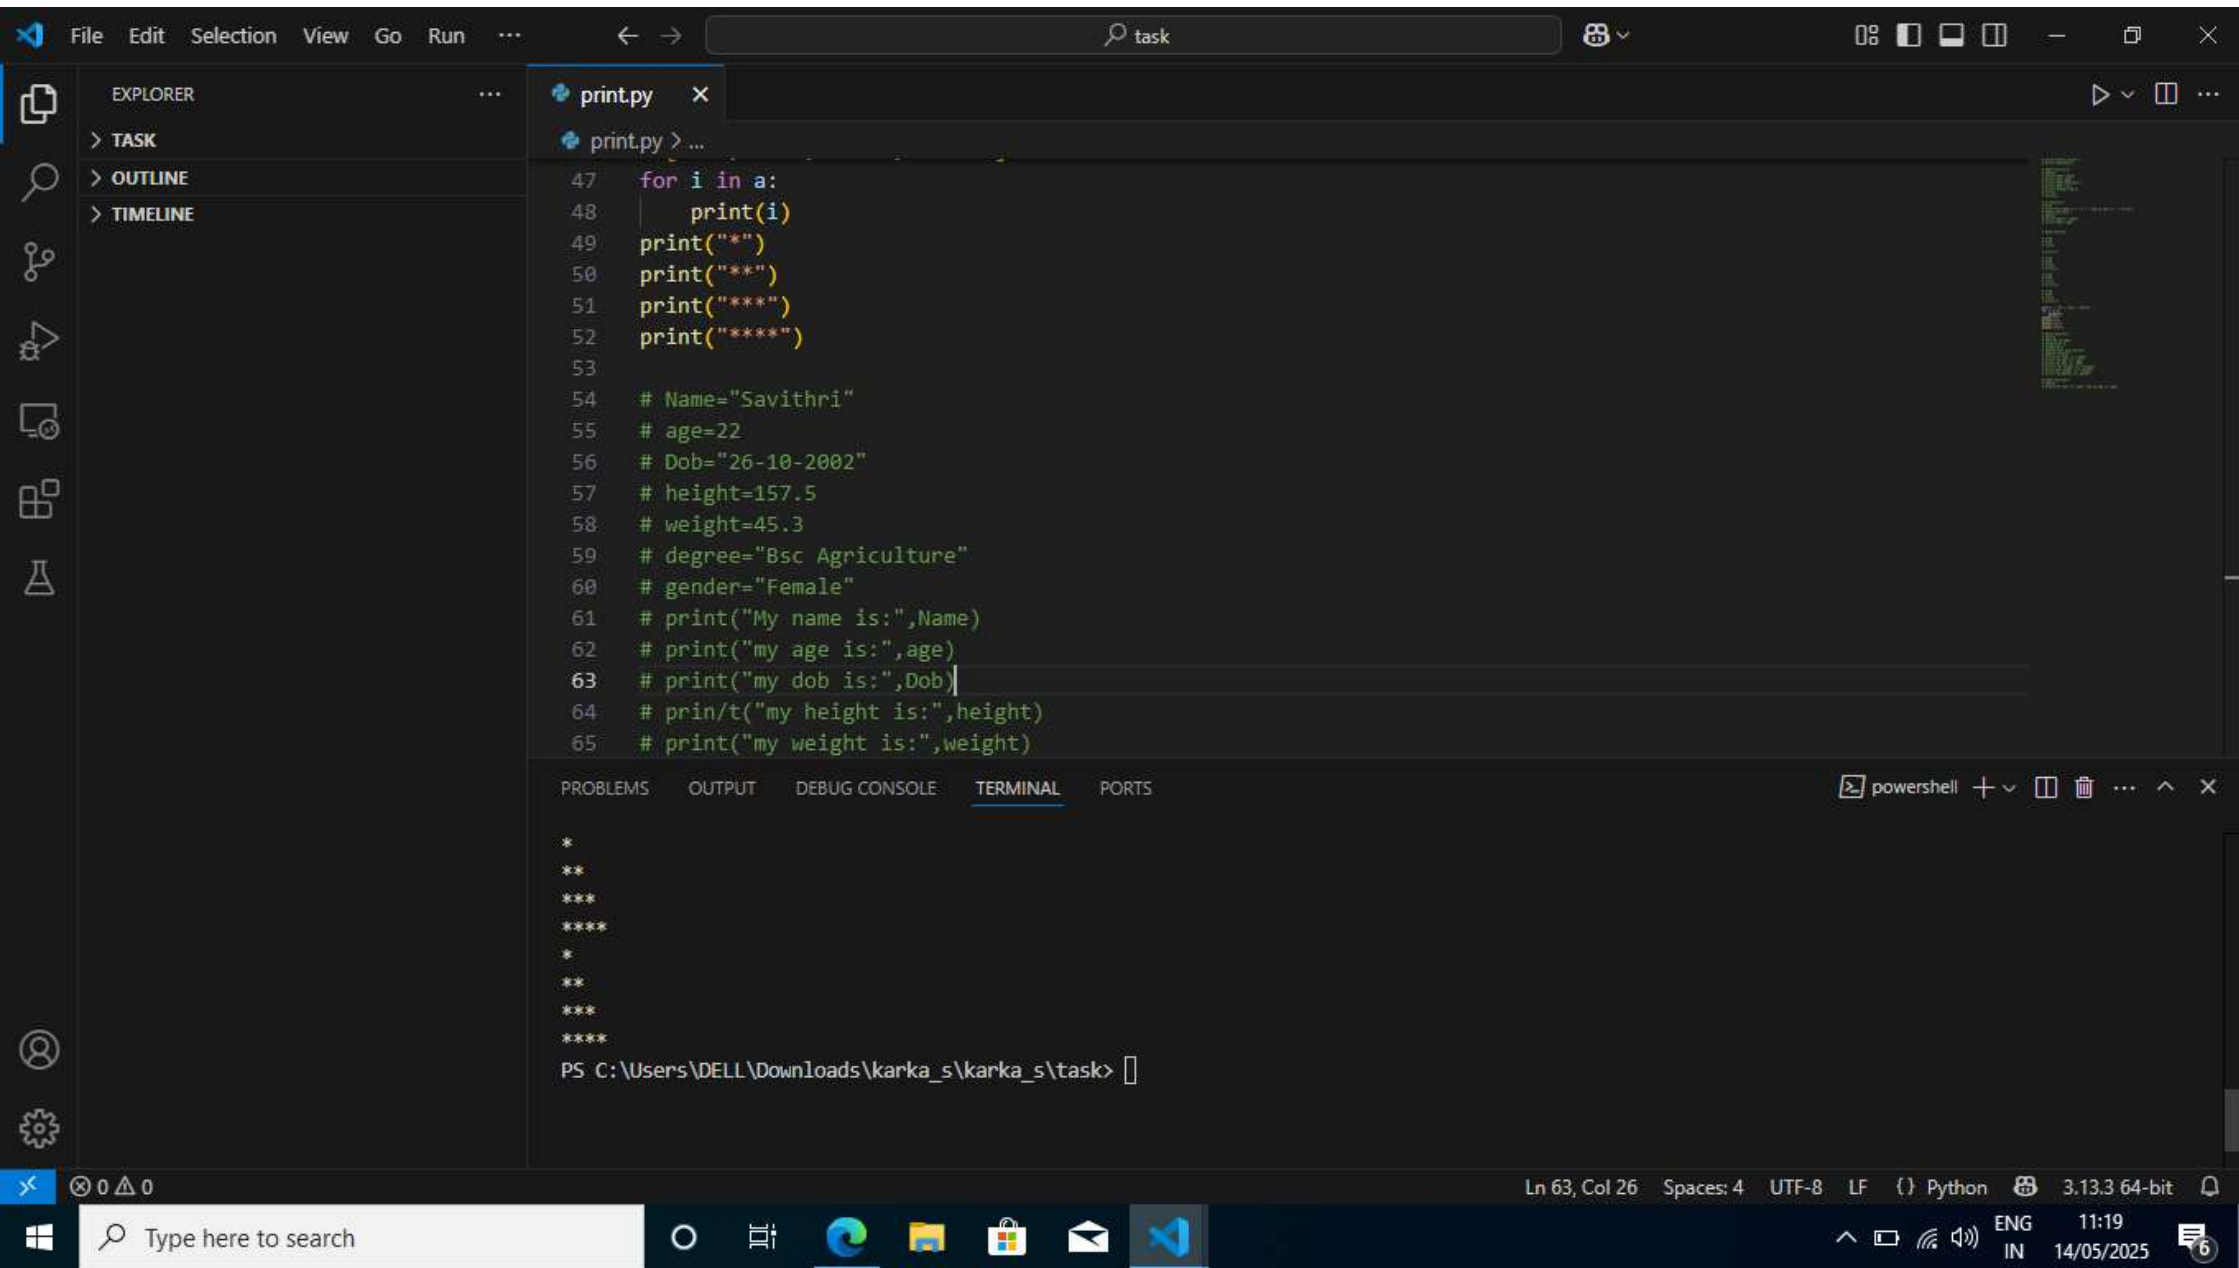 File Edit Selection View Go Run ···
task
EXPLORER ···
TASK
OUTLINE
TIMELINE
print.py
print.py > ...
47 for i in a:
48 print(i)
49 print("*")
50 print("**")
51 print("***")
52 print("****")
53
54 # Name="Savithri"
55 # age=22
56 # Dob="26-10-2002"
57 # height=157.5
58 # weight=45.3
59 # degree="Bsc Agriculture"
60 # gender="Female"
61 # print("My name is:",Name)
62 # print("my age is:",age)
63 # print("my dob is:",Dob)
64 # prin/t("my height is:",height)
65 # print("my weight is:",weight)
PROBLEMS OUTPUT DEBUG CONSOLE TERMINAL PORTS
powershell
*
**
***
****
*
**
***
****
PS C:\Users\DELL\Downloads\karka_s\karka_s\task>
0 0
Ln 63, Col 26 Spaces: 4 UTF-8 LF {} Python 3.13.3 64-bit
Type here to search
ENG
IN
11:19
14/05/2025
6